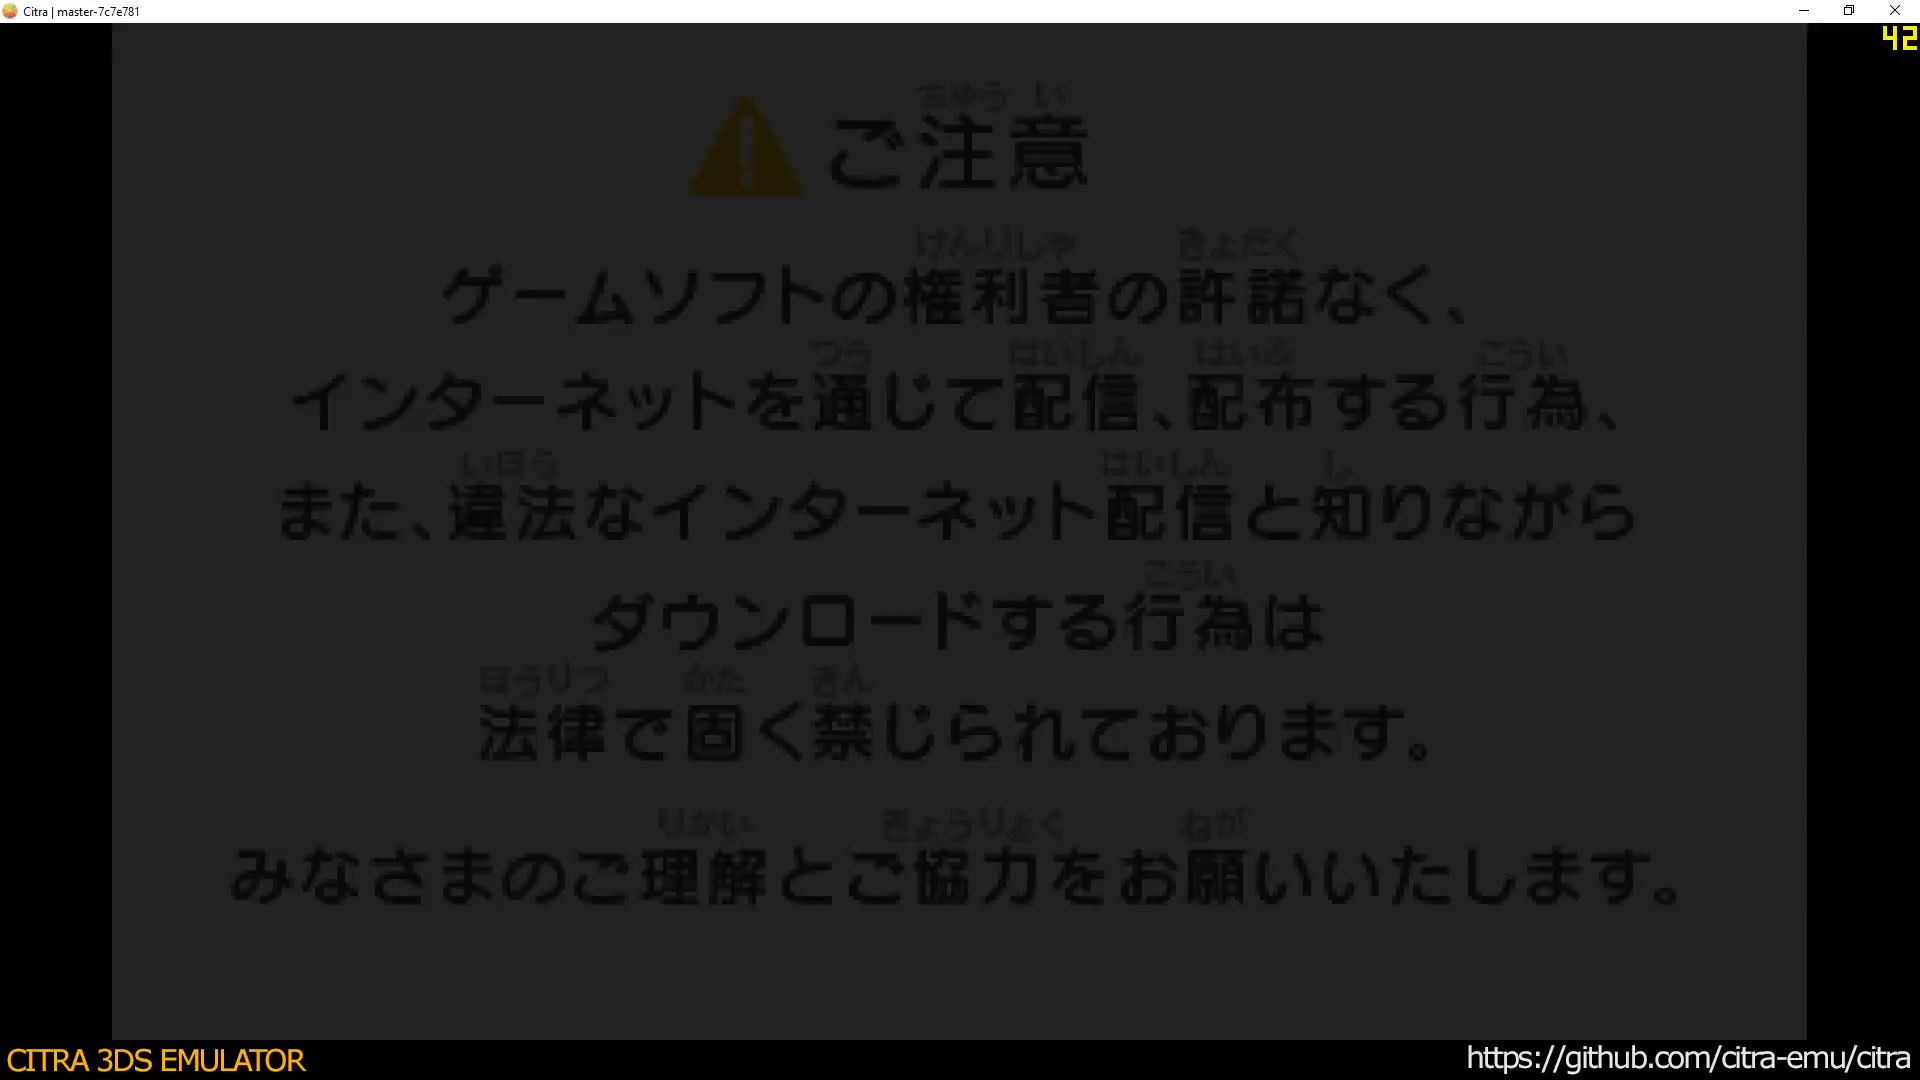 Citra | master-7c7e781
42
ちゅう い
ご注意
けんりしゃ きょだく
ゲームソフトの権利者の許諾なく、
つう はいしん はいふ こうい
インターネットを通じて配信、配布する行為、
いほう はいしん し
また、違法なインターネット配信と知りながら
こうい
ダウンロードする行為は
ほうりつ かた きん
法律で固く禁じられております。
りかい きょうりょく ねが
みなさまのご理解とご協力をお願いいたします。
CITRA 3DS EMULATOR
https://github.com/citra-emu/citra